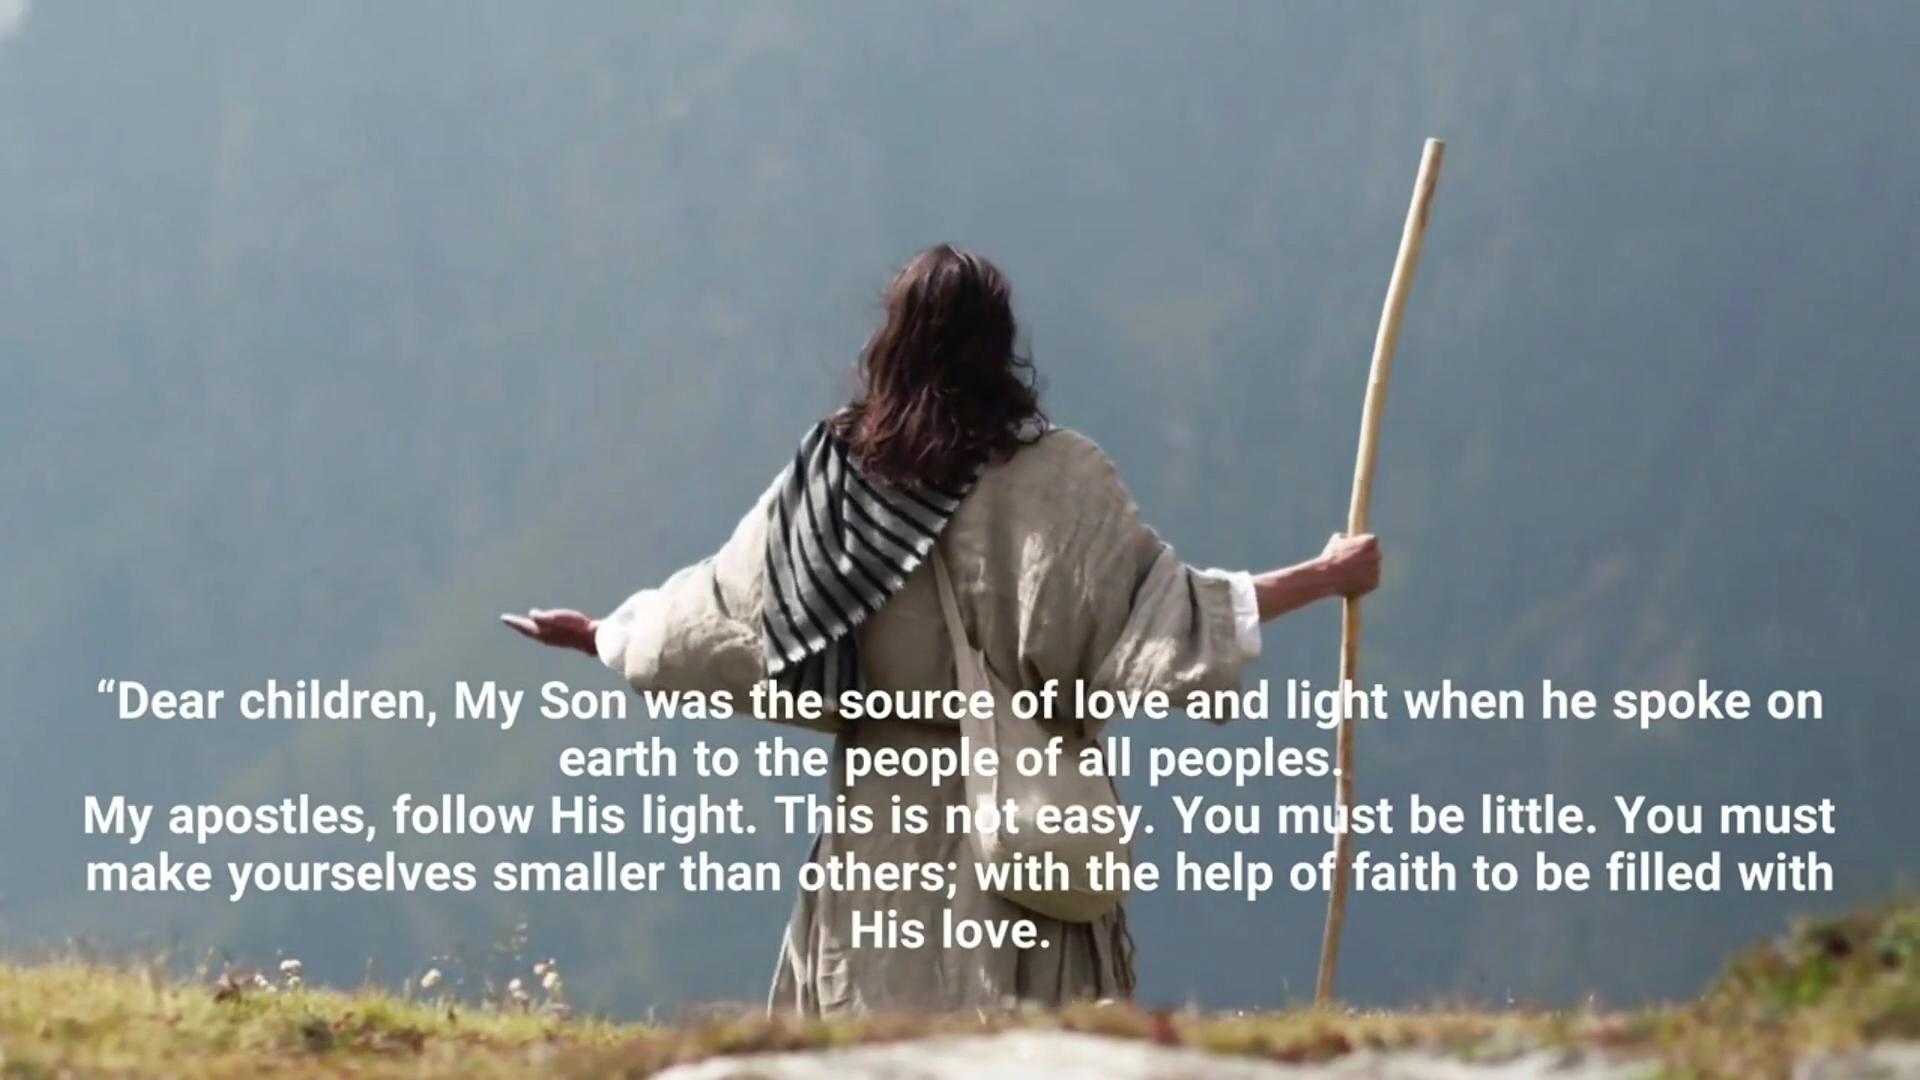 “Dear children, My Son was the source of love and light when he spoke on
earth to the people of all peoples.
My apostles, follow His light. This is not easy. You must be little. You must
make yourselves smaller than others; with the help of faith to be filled with
His love.